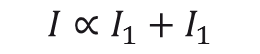 I ∝ I₁ + I₁